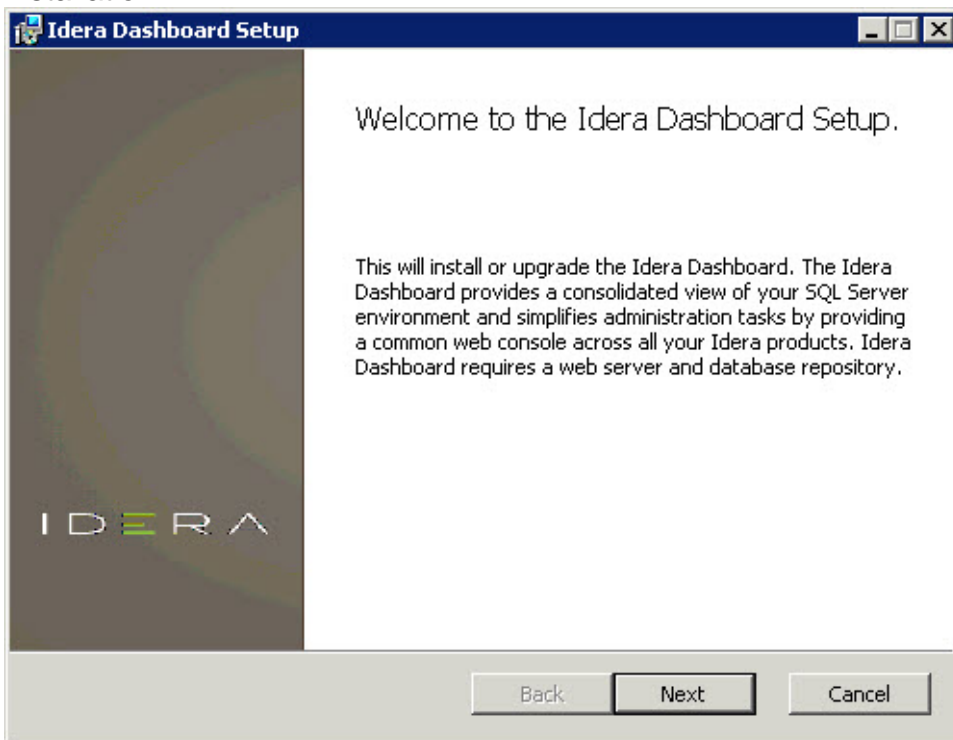 Idera Dashboard Setup
Welcome to the Idera Dashboard Setup.
This will install or upgrade the Idera Dashboard. The Idera
Dashboard provides a consolidated view of your SQL Server
environment and simplifies administration tasks by providing
a common web console across all your Idera products. Idera
Dashboard requires a web server and database repository.
IDERA
Back Next Cancel